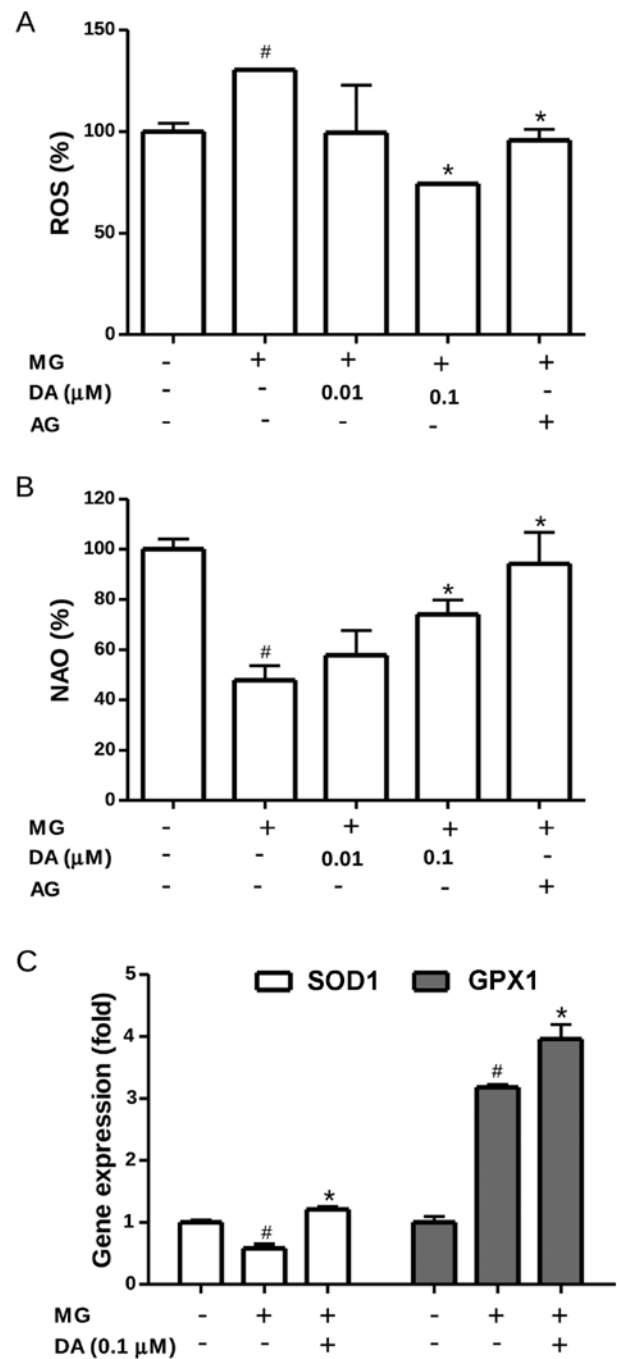 A
150
#
*
*
100
50
0
ROS (%)
MG - + + + +
DA (μM) - - 0.01 0.1 -
AG - - - - +
B
120
100
80
60
40
20
0
#
*
*
NAO (%)
MG - + + + +
DA (μM) - - 0.01 0.1 -
AG - - - - +
C
SOD1 GPX1
5
4
3
2
1
0
#
*
#
*
Gene expression (fold)
MG - + + - + +
DA (0.1 μM) - - + - - +